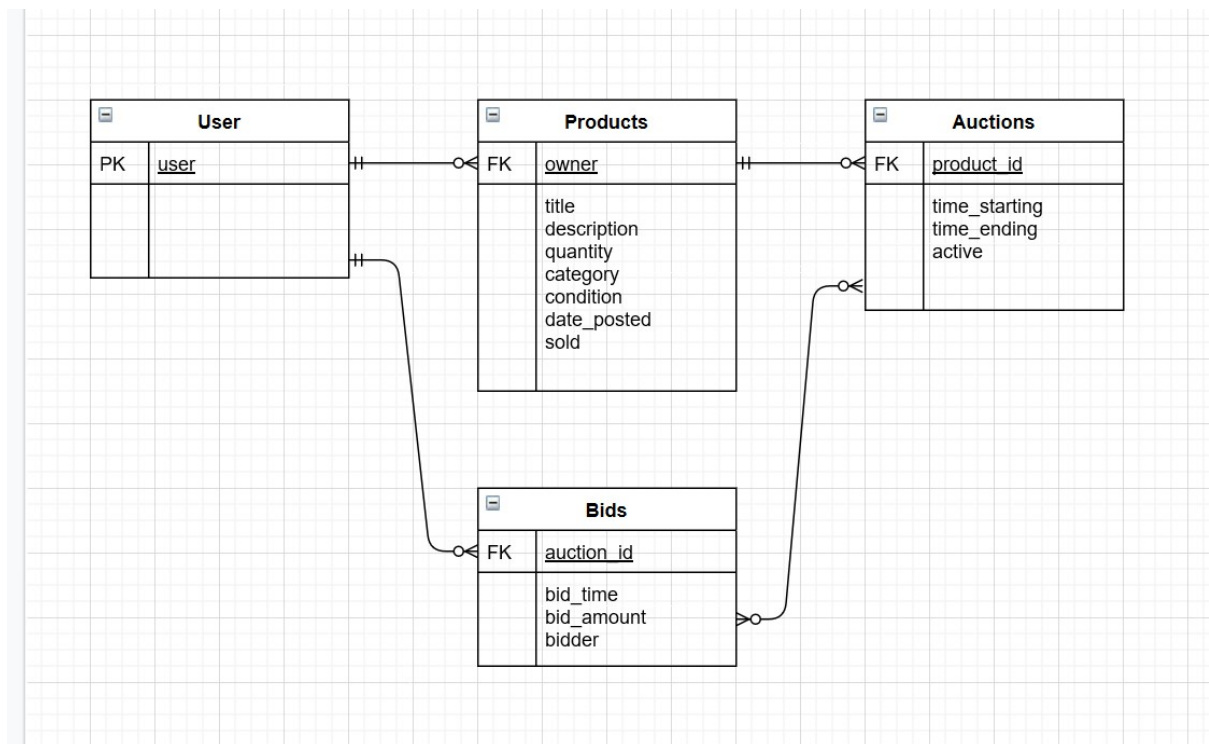 User
PK user
Products
FK owner
title
description
quantity
category
condition
date_posted
sold
Auctions
FK product_id
time_starting
time_ending
active
Bids
FK auction_id
bid_time
bid_amount
bidder